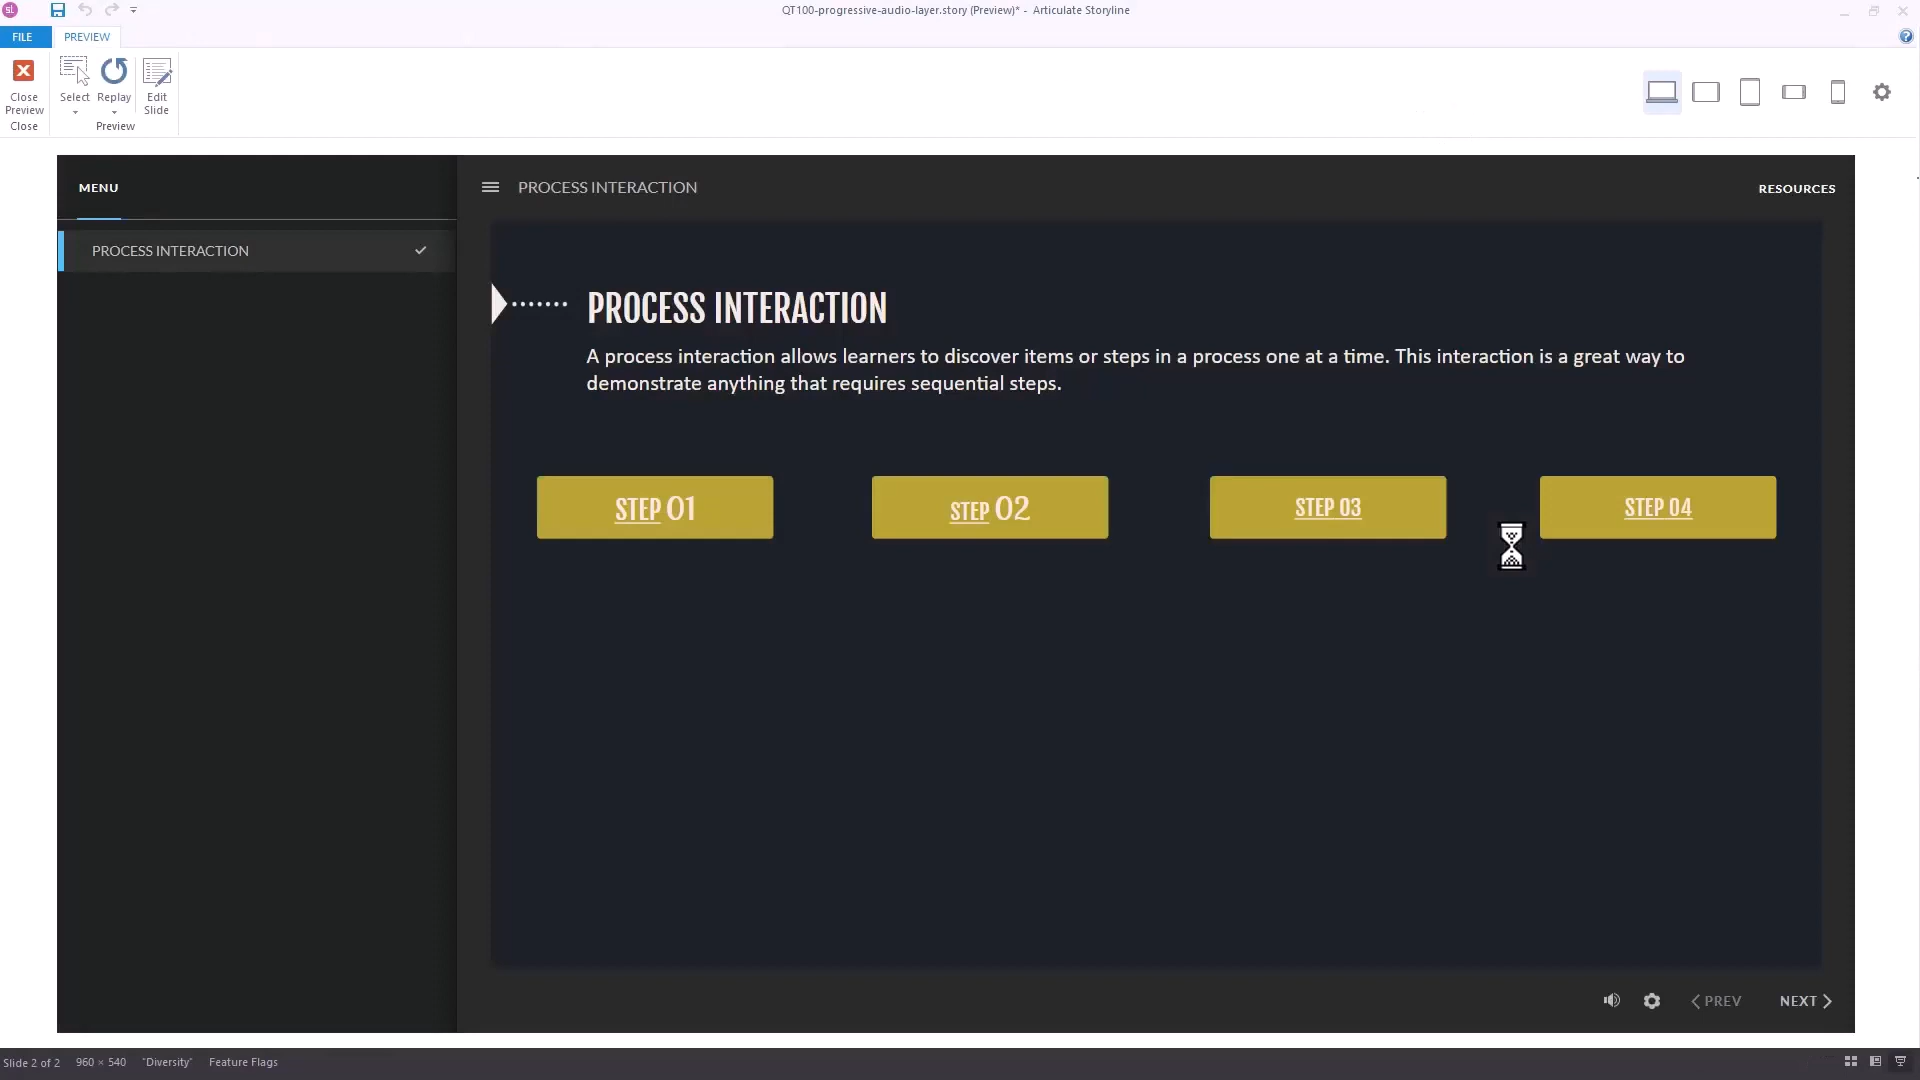 QT100-progressive-audio-layer.story (Preview)* - Articulate Storyline
FILE
PREVIEW
Close Preview
Select
Replay
Edit Slide
Close
Preview
MENU
PROCESS INTERACTION
RESOURCES
PROCESS INTERACTION
PROCESS INTERACTION
A process interaction allows learners to discover items or steps in a process one at a time. This interaction is a great way to
demonstrate anything that requires sequential steps.
STEP 01
STEP 02
STEP 03
STEP 04
PREV
NEXT
Slide 2 of 2
960 × 540
"Diversity"
Feature Flags